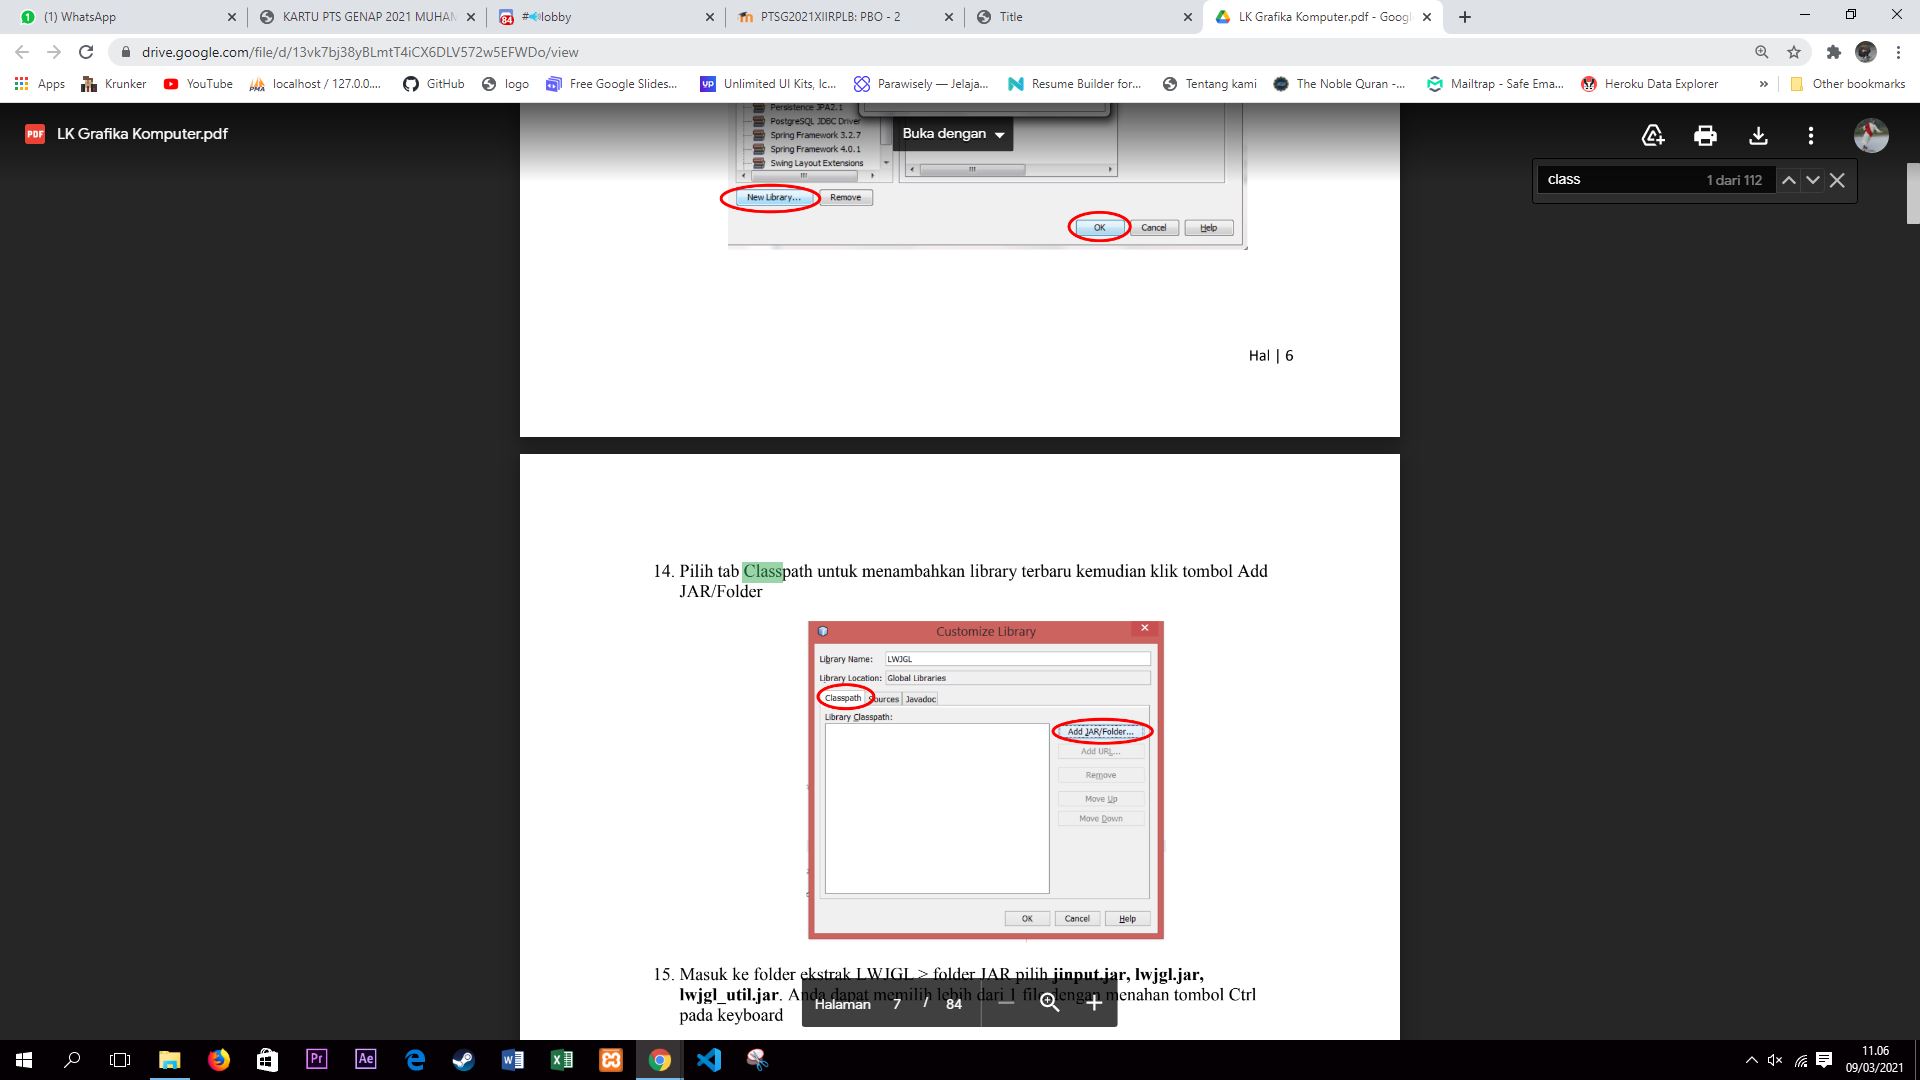 (1) WhatsApp
KARTU PTS GENAP 2021 MUHAM
#🔊lobby
PTSG2021XIIRPLB: PBO - 2
Title
LK Grafika Komputer.pdf - Googl
drive.google.com/file/d/13vk7bj38yBLmtT4iCX6DLV572w5EFWDo/view
Apps
Krunker
YouTube
localhost / 127.0.0....
GitHub
logo
Free Google Slides...
Unlimited UI Kits, Ic...
Parawisely — Jelaja...
Resume Builder for...
Tentang kami
The Noble Quran -...
Mailtrap - Safe Ema...
Heroku Data Explorer
»
Other bookmarks
PDF LK Grafika Komputer.pdf
Buka dengan
class 1 dari 112
Persistence JPA2.1
PostgreSQL JDBC Driver
Spring Framework 3.2.7
Spring Framework 4.0.1
Swing Layout Extensions
New Library... Remove
OK Cancel Help
Hal | 6
14. Pilih tab Classpath untuk menambahkan library terbaru kemudian klik tombol Add
JAR/Folder
Customize Library
Library Name: LWJGL
Library Location: Global Libraries
Classpath Sources Javadoc
Library Classpath:
Add JAR/Folder...
Add URL...
Remove
Move Up
Move Down
OK Cancel Help
15. Masuk ke folder ekstrak LWJGL > folder JAR pilih jinput.jar, lwjgl.jar,
lwjgl_util.jar. Anda dapat memilih lebih dari 1 file dengan menahan tombol Ctrl
pada keyboard
Halaman 7 / 84
Pr
Ae
11.06
09/03/2021